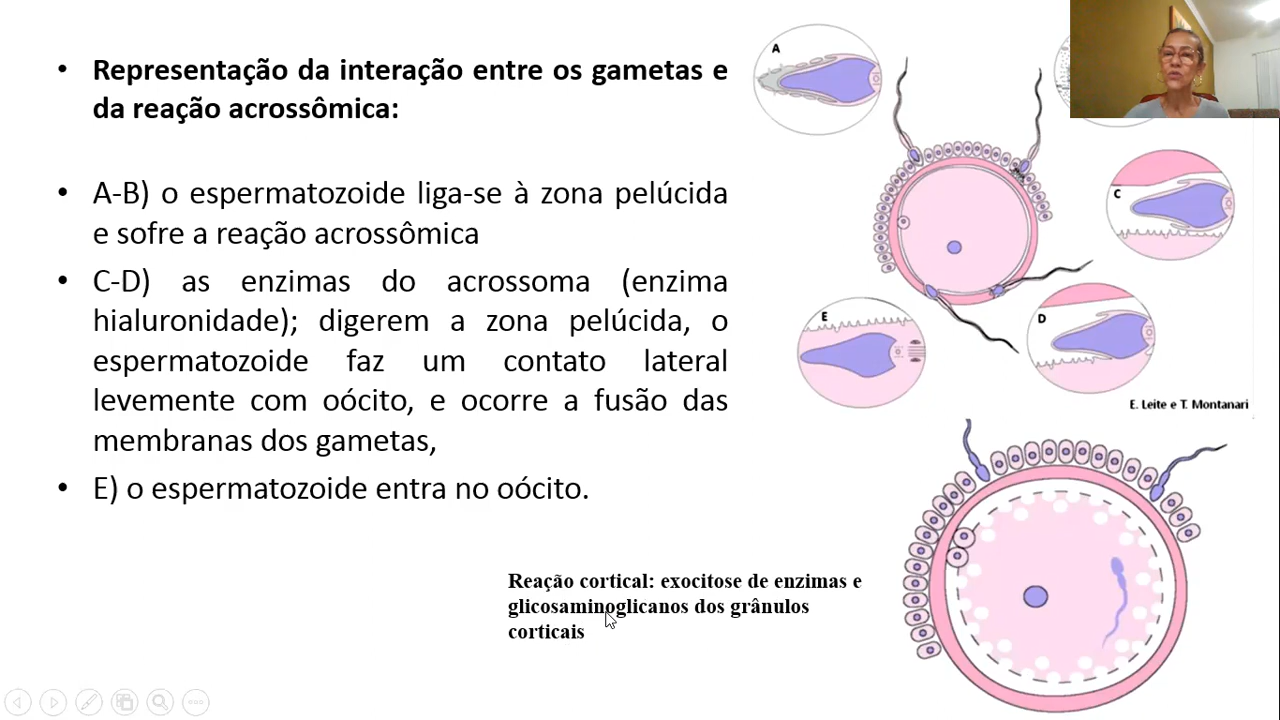 • Representação da interação entre os gametas e
da reação acrossômica:
• A-B) o espermatozoide liga-se à zona pelúcida
e sofre a reação acrossômica
• C-D) as enzimas do acrossoma (enzima
hialuronidade); digerem a zona pelúcida, o
espermatozoide faz um contato lateral
levemente com oócito, e ocorre a fusão das
membranas dos gametas,
• E) o espermatozoide entra no oócito.
A
C
D
E
E. Leite e T. Montanari
Reação cortical: exocitose de enzimas e
glicosaminoglicanos dos grânulos
corticais